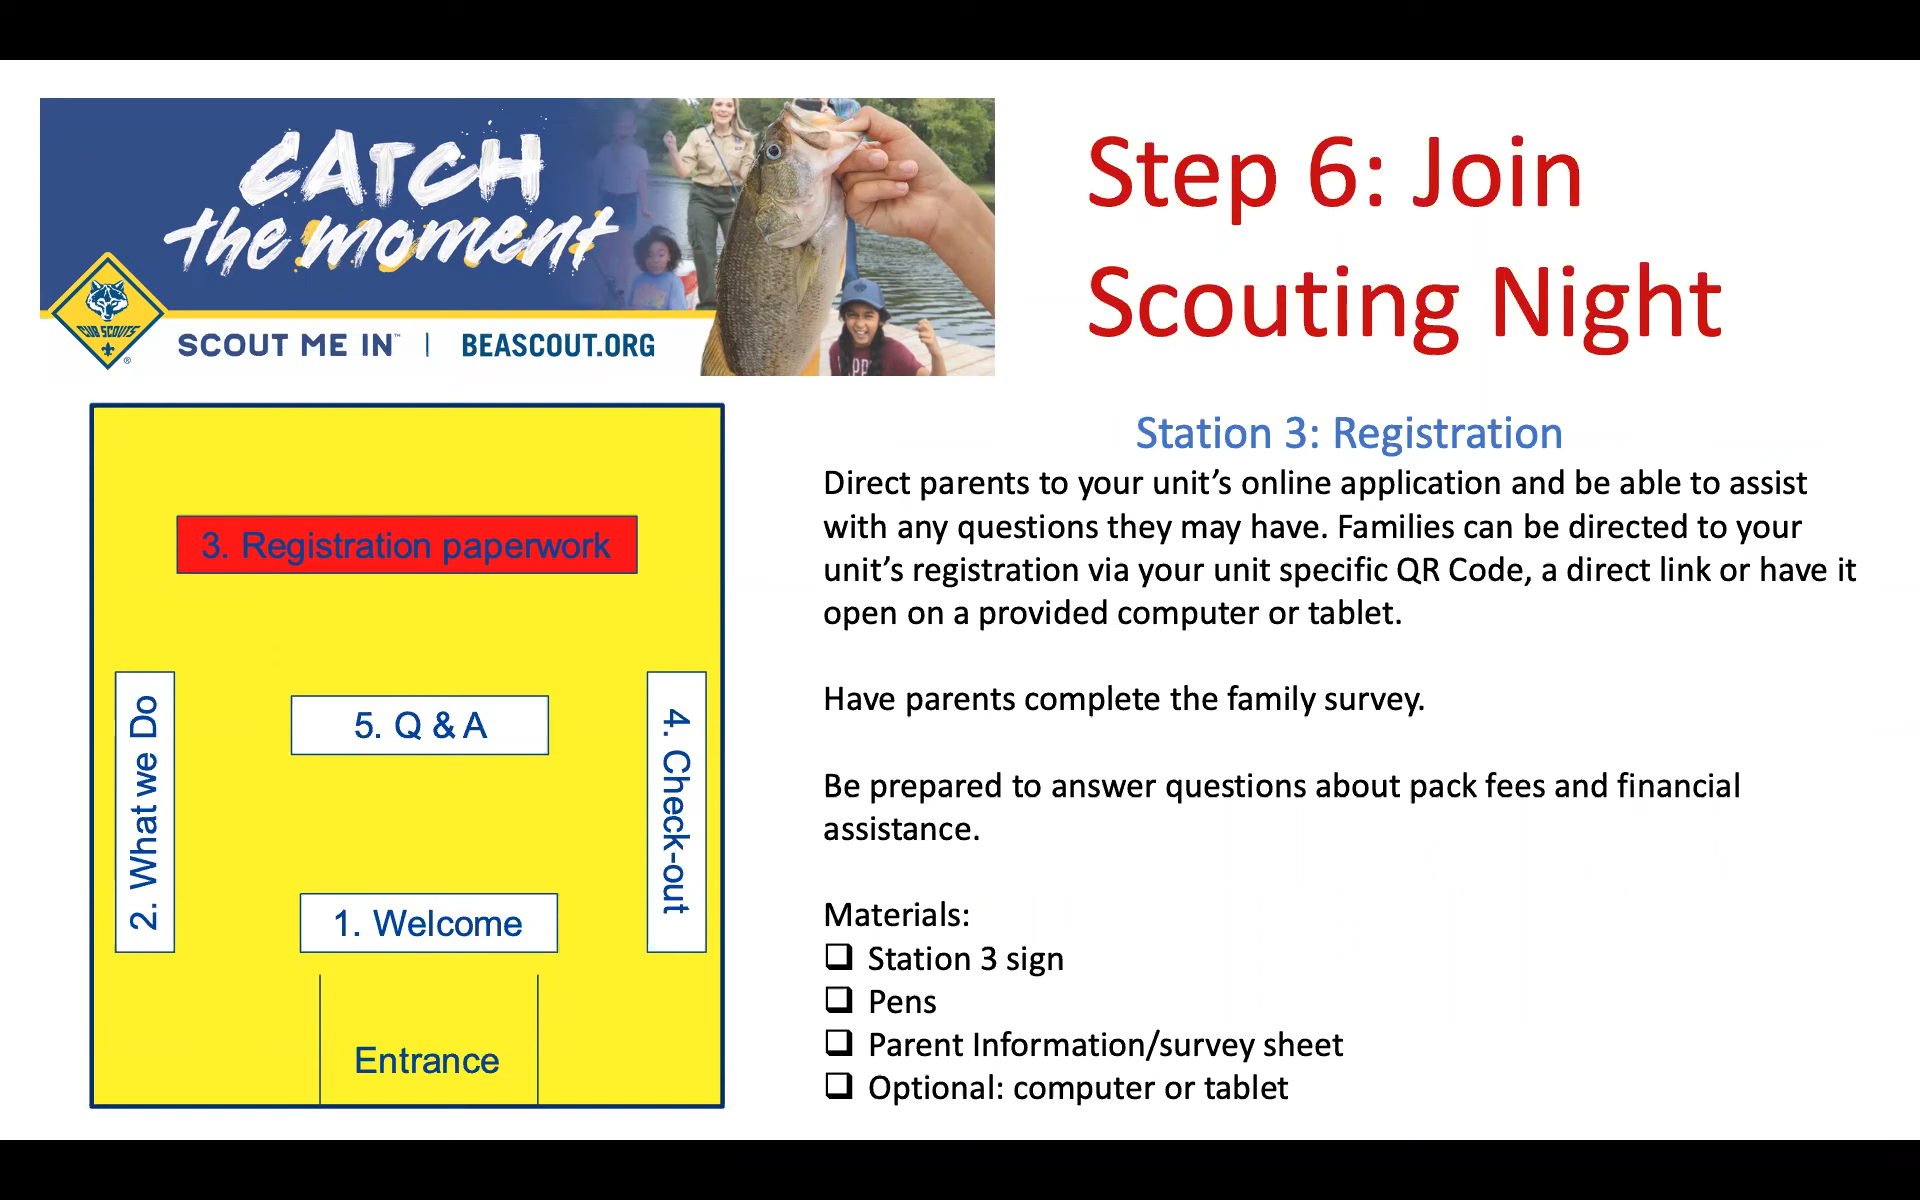 CATCH
the moment
CUB SCOUTS
SCOUT ME IN™ | BEASCOUT.ORG
Step 6: Join
Scouting Night
3. Registration paperwork
2. What we Do
5. Q & A
4. Check-out
1. Welcome
Entrance
Station 3: Registration
Direct parents to your unit’s online application and be able to assist
with any questions they may have. Families can be directed to your
unit’s registration via your unit specific QR Code, a direct link or have it
open on a provided computer or tablet.
Have parents complete the family survey.
Be prepared to answer questions about pack fees and financial
assistance.
Materials:
❑ Station 3 sign
❑ Pens
❑ Parent Information/survey sheet
❑ Optional: computer or tablet